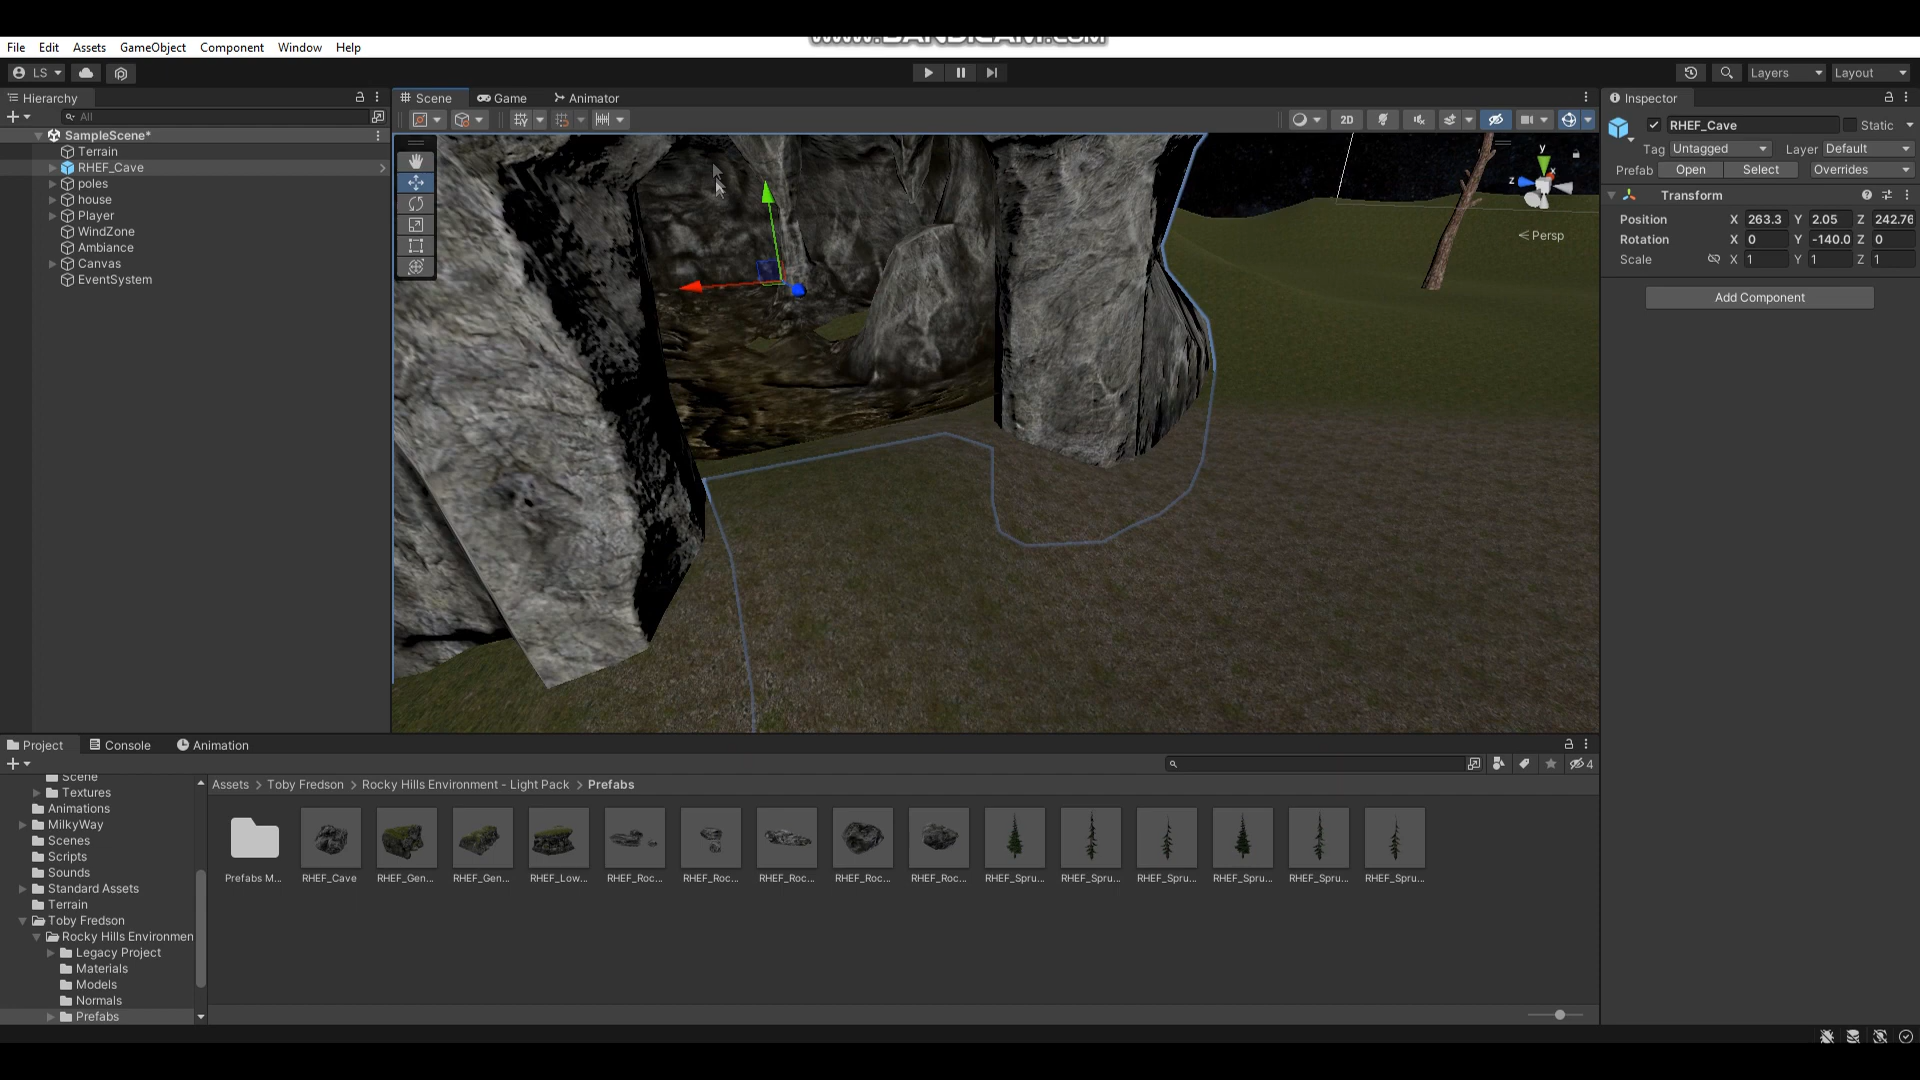 www.BANDICAM.com
File Edit Assets GameObject Component Window Help
LS Layers Layout
Hierarchy Scene Game Animator Inspector
All 2D RHEF_Cave Static
SampleScene*
Terrain
RHEF_Cave
poles
house
Player
WindZone
Ambiance
Canvas
EventSystem
y
x
z
Persp
Tag Untagged Layer Default
Prefab Open Select Overrides
Transform
Position X 263.3 Y 2.05 Z 242.76
Rotation X 0 Y -140.0 Z 0
Scale X 1 Y 1 Z 1
Add Component
Project Console Animation
4
Scene
Textures
Animations
MilkyWay
Scenes
Scripts
Sounds
Standard Assets
Terrain
Toby Fredson
Rocky Hills Environmen
Legacy Project
Materials
Models
Normals
Prefabs
Assets > Toby Fredson > Rocky Hills Environment - Light Pack > Prefabs
Prefabs M... RHEF_Cave RHEF_Gen... RHEF_Gen... RHEF_Low... RHEF_Roc... RHEF_Roc... RHEF_Roc... RHEF_Roc... RHEF_Roc... RHEF_Spru... RHEF_Spru... RHEF_Spru... RHEF_Spru... RHEF_Spru... RHEF_Spru...